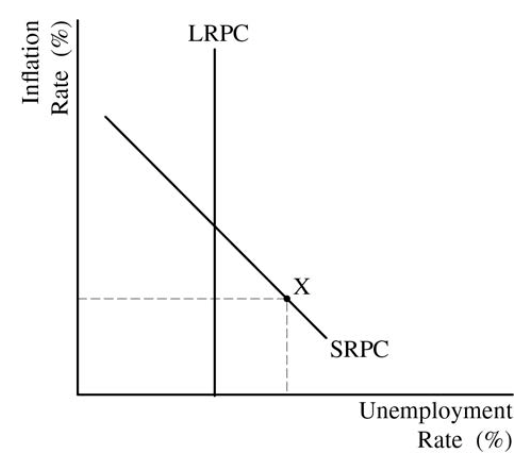 Inflation
Rate (%)
LRPC
X
SRPC
Unemployment
Rate (%)